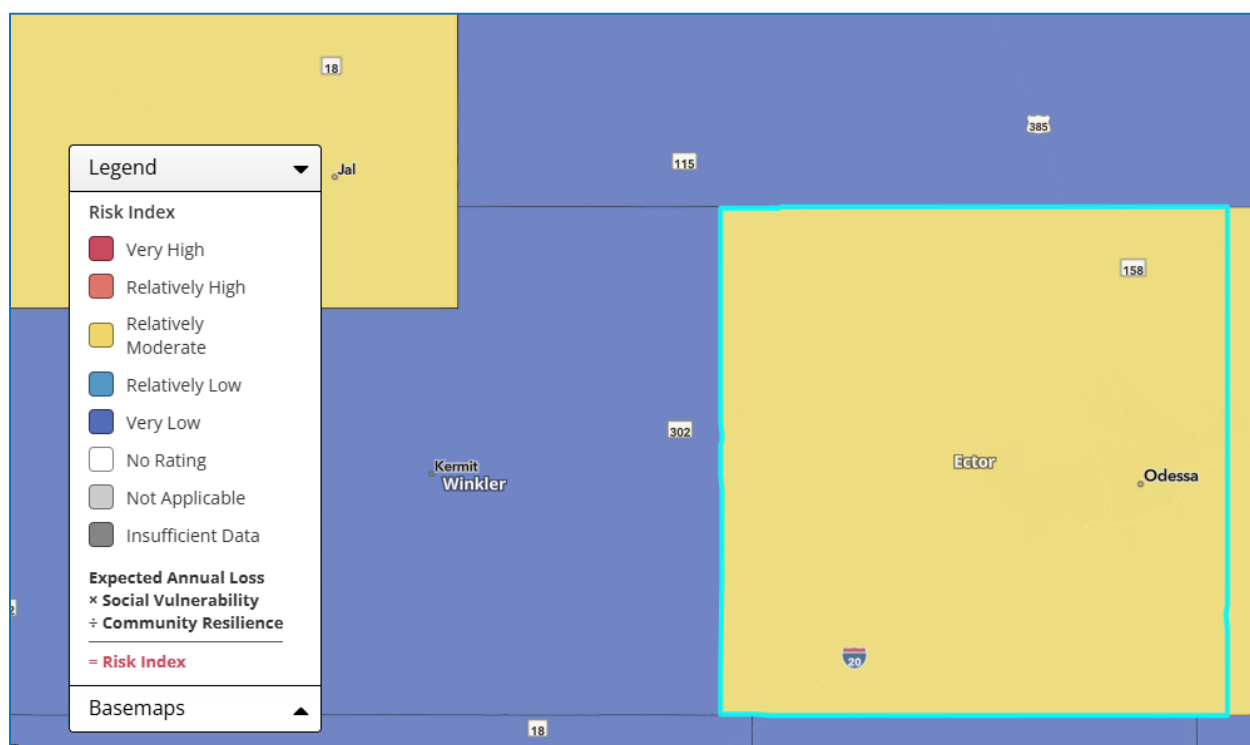 18
385
115
Jal
Legend
Risk Index
Very High
Relatively High
Relatively
Moderate
Relatively Low
Very Low
No Rating
Not Applicable
Insufficient Data
Expected Annual Loss
× Social Vulnerability
÷ Community Resilience
= Risk Index
Basemaps
158
302
Kermit
Winkler
Ector
Odessa
20
18